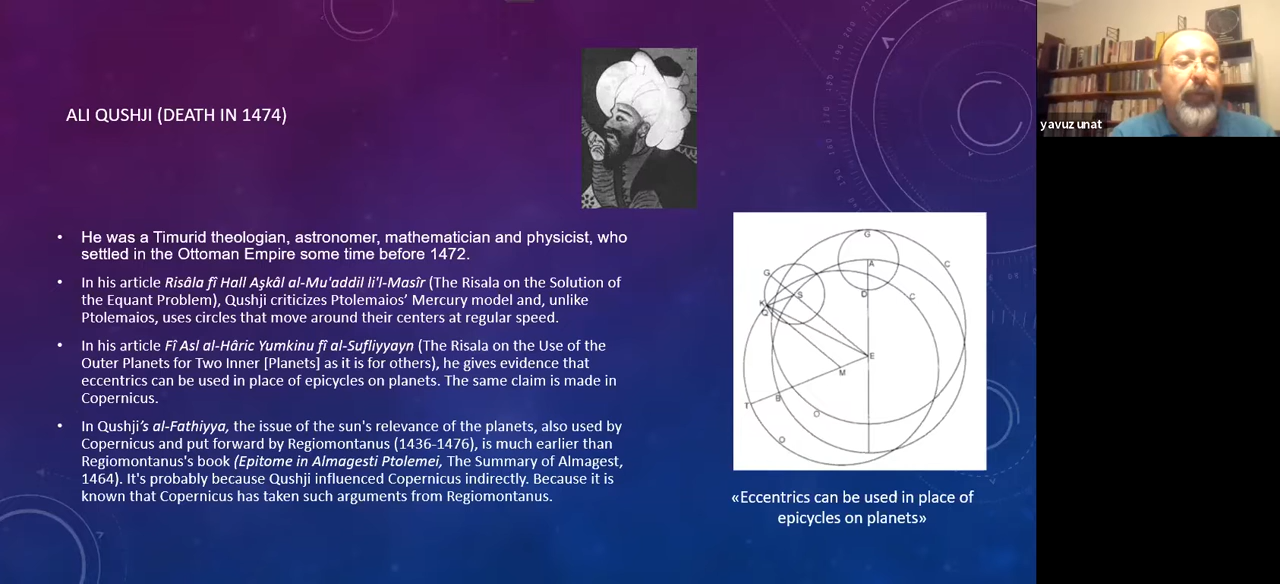 ALI QUSHJI (DEATH IN 1474)
• He was a Timurid theologian, astronomer, mathematician and physicist, who
settled in the Ottoman Empire some time before 1472.
• In his article Risâla fî Hall Aşkâl al-Mu'addil li'l-Masîr (The Risala on the Solution of
the Equant Problem), Qushji criticizes Ptolemaios' Mercury model and, unlike
Ptolemaios, uses circles that move around their centers at regular speed.
• In his article Fî Asl al-Hâric Yumkinu fî al-Sufliyyayn (The Risala on the Use of the
Outer Planets for Two Inner [Planets] as it is for others), he gives evidence that
eccentrics can be used in place of epicycles on planets. The same claim is made in
Copernicus.
• In Qushji's al-Fathiyya, the issue of the sun's relevance of the planets, also used by
Copernicus and put forward by Regiomontanus (1436-1476), is much earlier than
Regiomontanus's book (Epitome in Almagesti Ptolemei, The Summary of Almagest,
1464). It's probably because Qushji influenced Copernicus indirectly. Because it is
known that Copernicus has taken such arguments from Regiomontanus.
G
A
C
G
S
D
C
K
Q
E
M
T
B
O
O
«Eccentrics can be used in place of
epicycles on planets»
yavuz unat